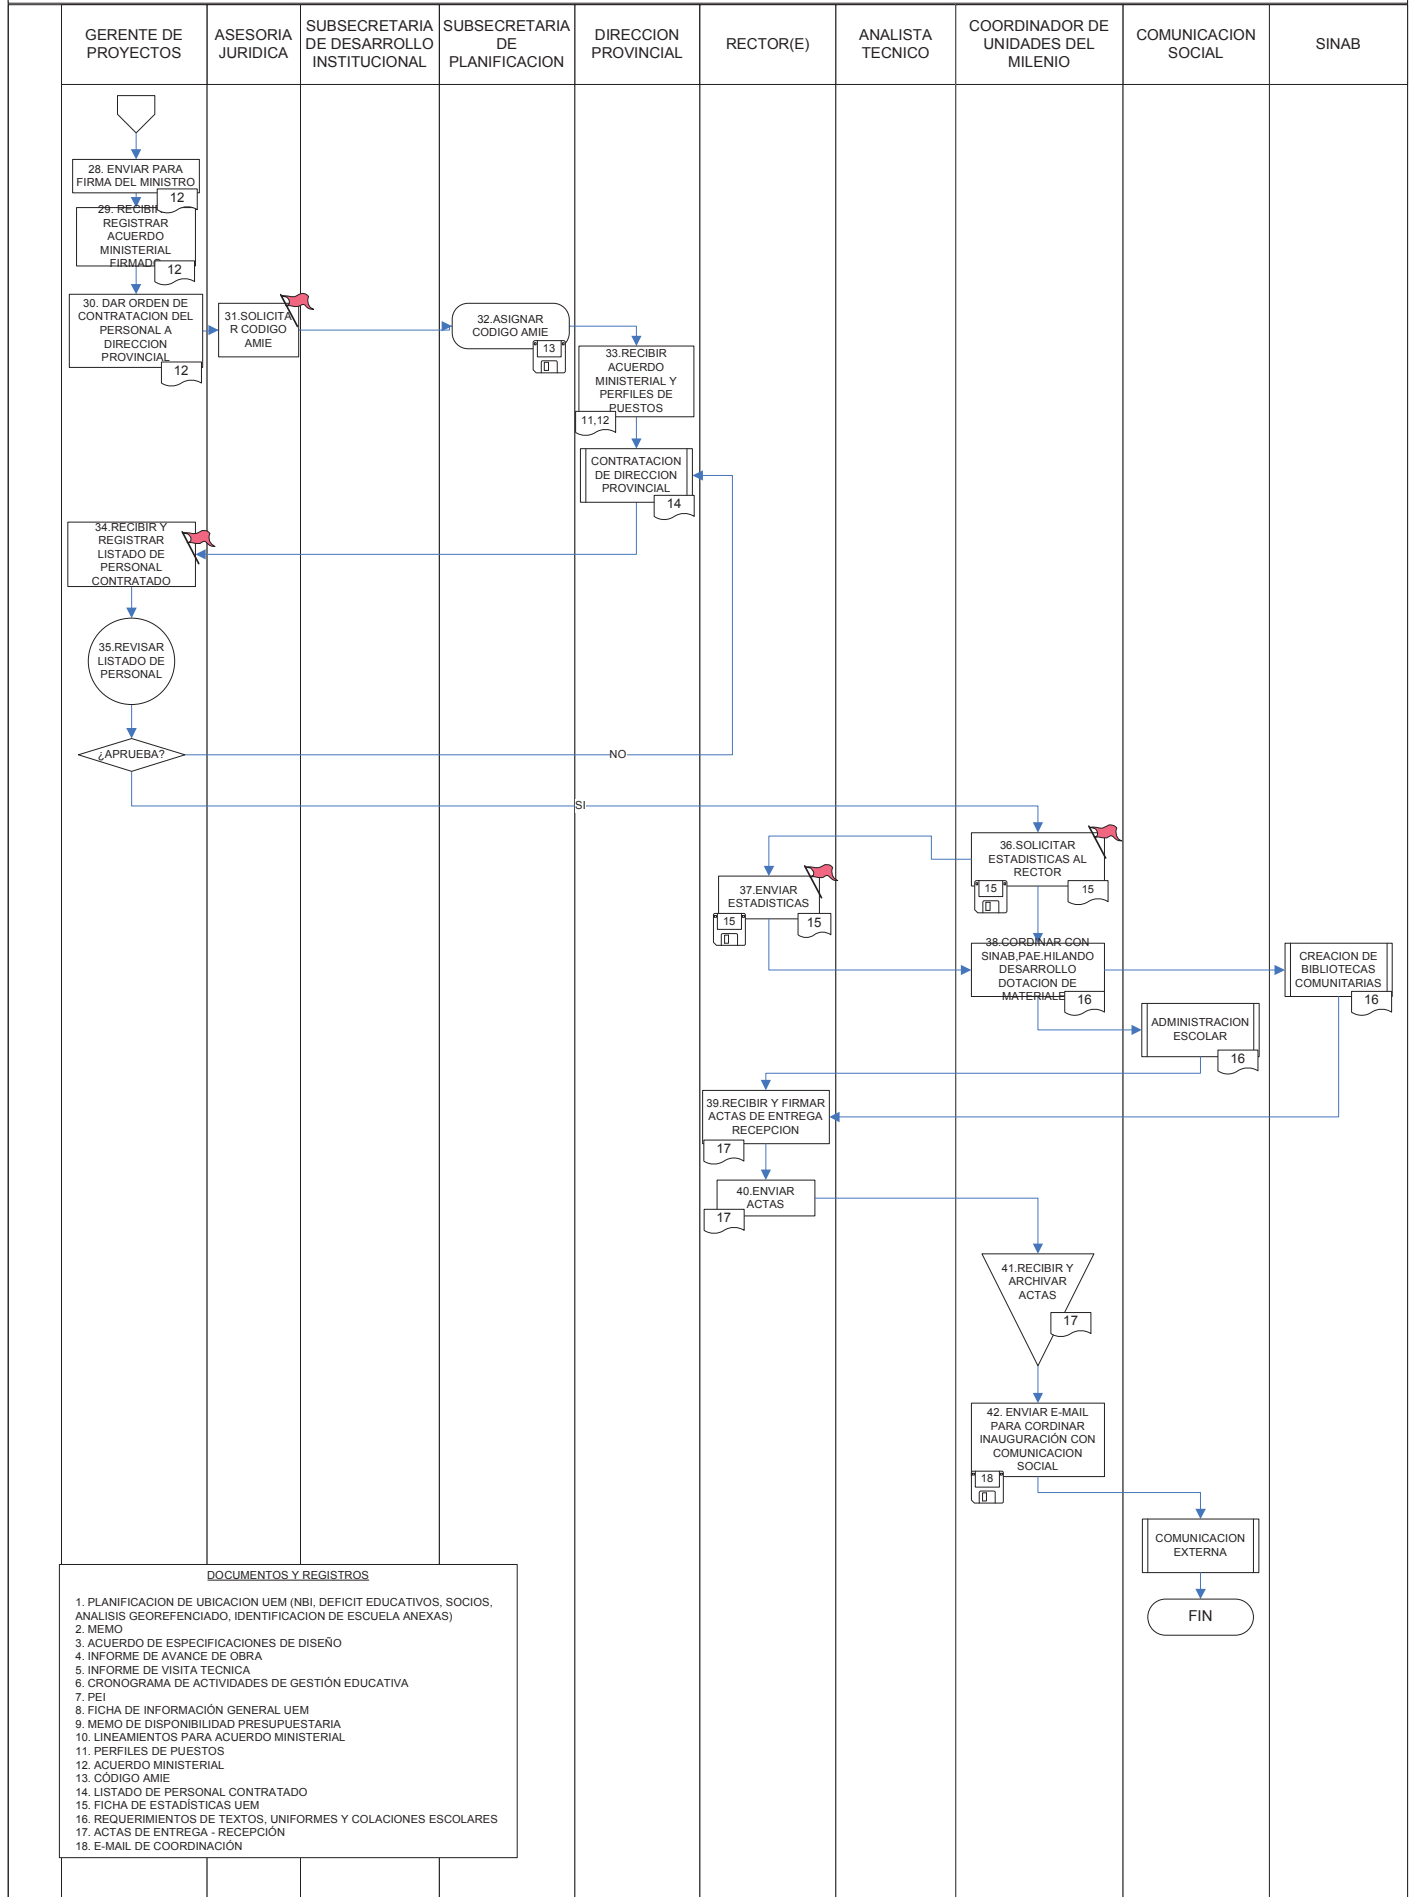 GERENTE DE
PROYECTOS
ASESORIA
JURIDICA
SUBSECRETARIA
DE DESARROLLO
INSTITUCIONAL
SUBSECRETARIA
DE
PLANIFICACION
DIRECCION
PROVINCIAL
RECTOR(E)
ANALISTA
TECNICO
COORDINADOR DE
UNIDADES DEL
MILENIO
COMUNICACION
SOCIAL
SINAB
28. ENVIAR PARA
FIRMA DEL MINISTRO
12
29. RECIBIR
REGISTRAR
ACUERDO
MINISTERIAL
FIRMADO
12
30. DAR ORDEN DE
CONTRATACION DEL
PERSONAL A
DIRECCION
PROVINCIAL
12
31.SOLICITA
R CODIGO
AMIE
32.ASIGNAR
CODIGO AMIE
13
33.RECIBIR
ACUERDO
MINISTERIAL Y
PERFILES DE
PUESTOS
11,12
CONTRATACION
DE DIRECCION
PROVINCIAL
14
34.RECIBIR Y
REGISTRAR
LISTADO DE
PERSONAL
CONTRATADO
35.REVISAR
LISTADO DE
PERSONAL
¿APRUEBA?
NO
SI
36.SOLICITAR
ESTADISTICAS AL
RECTOR
15
15
37.ENVIAR
ESTADISTICAS
15
15
38.CORDINAR CON
SINAB,PAE.HILANDO
DESARROLLO
DOTACION DE
MATERIALE
16
CREACION DE
BIBLIOTECAS
COMUNITARIAS
16
ADMINISTRACION
ESCOLAR
16
39.RECIBIR Y FIRMAR
ACTAS DE ENTREGA
RECEPCION
17
40.ENVIAR
ACTAS
17
41.RECIBIR Y
ARCHIVAR
ACTAS
17
42. ENVIAR E-MAIL
PARA CORDINAR
INAUGURACIÓN CON
COMUNICACION
SOCIAL
18
COMUNICACION
EXTERNA
FIN
DOCUMENTOS Y REGISTROS
1. PLANIFICACION DE UBICACION UEM (NBI, DEFICIT EDUCATIVOS, SOCIOS,
ANALISIS GEOREFENCIADO, IDENTIFICACION DE ESCUELA ANEXAS)
2. MEMO
3. ACUERDO DE ESPECIFICACIONES DE DISEÑO
4. INFORME DE AVANCE DE OBRA
5. INFORME DE VISITA TECNICA
6. CRONOGRAMA DE ACTIVIDADES DE GESTIÓN EDUCATIVA
7. PEI
8. FICHA DE INFORMACIÓN GENERAL UEM
9. MEMO DE DISPONIBILIDAD PRESUPUESTARIA
10. LINEAMIENTOS PARA ACUERDO MINISTERIAL
11. PERFILES DE PUESTOS
12. ACUERDO MINISTERIAL
13. CÓDIGO AMIE
14. LISTADO DE PERSONAL CONTRATADO
15. FICHA DE ESTADÍSTICAS UEM
16. REQUERIMIENTOS DE TEXTOS, UNIFORMES Y COLACIONES ESCOLARES
17. ACTAS DE ENTREGA - RECEPCIÓN
18. E-MAIL DE COORDINACIÓN